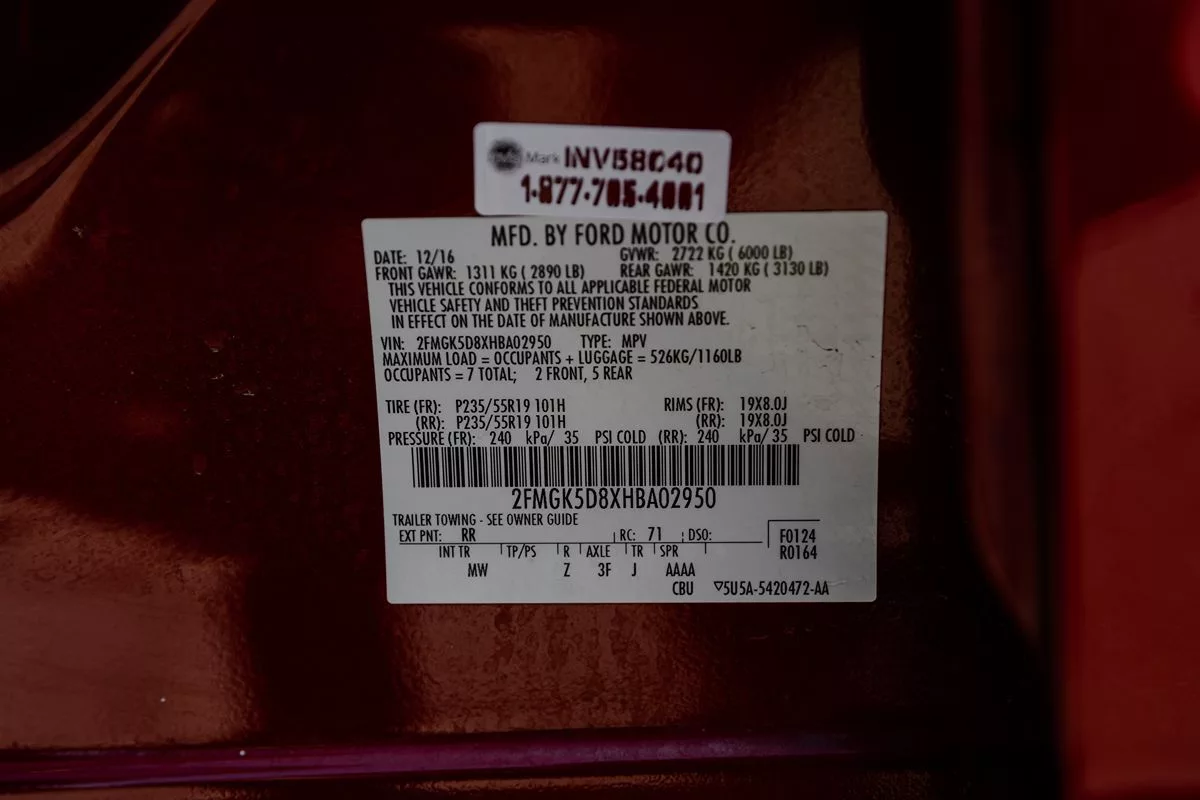 Mark INV58040
1-877-705-4001
MFD. BY FORD MOTOR CO.
DATE: 12/16 GVWR: 2722 KG ( 6000 LB)
FRONT GAWR: 1311 KG ( 2890 LB) REAR GAWR: 1420 KG ( 3130 LB)
THIS VEHICLE CONFORMS TO ALL APPLICABLE FEDERAL MOTOR
VEHICLE SAFETY AND THEFT PREVENTION STANDARDS
IN EFFECT ON THE DATE OF MANUFACTURE SHOWN ABOVE.
VIN: 2FMGK5D8XHBA02950 TYPE: MPV
MAXIMUM LOAD = OCCUPANTS + LUGGAGE = 526KG/1160LB
OCCUPANTS = 7 TOTAL; 2 FRONT, 5 REAR
TIRE (FR): P235/55R19 101H RIMS (FR): 19X8.0J
(RR): P235/55R19 101H (RR): 19X8.0J
PRESSURE (FR): 240 kPa/ 35 PSI COLD (RR): 240 kPa/ 35 PSI COLD
2FMGK5D8XHBA02950
TRAILER TOWING - SEE OWNER GUIDE
EXT PNT: RR RC: 71 DSO: F0124
R0164
INT TR TP/PS R AXLE TR SPR
MW Z 3F J AAAA
CBU ▽5U5A-5420472-AA